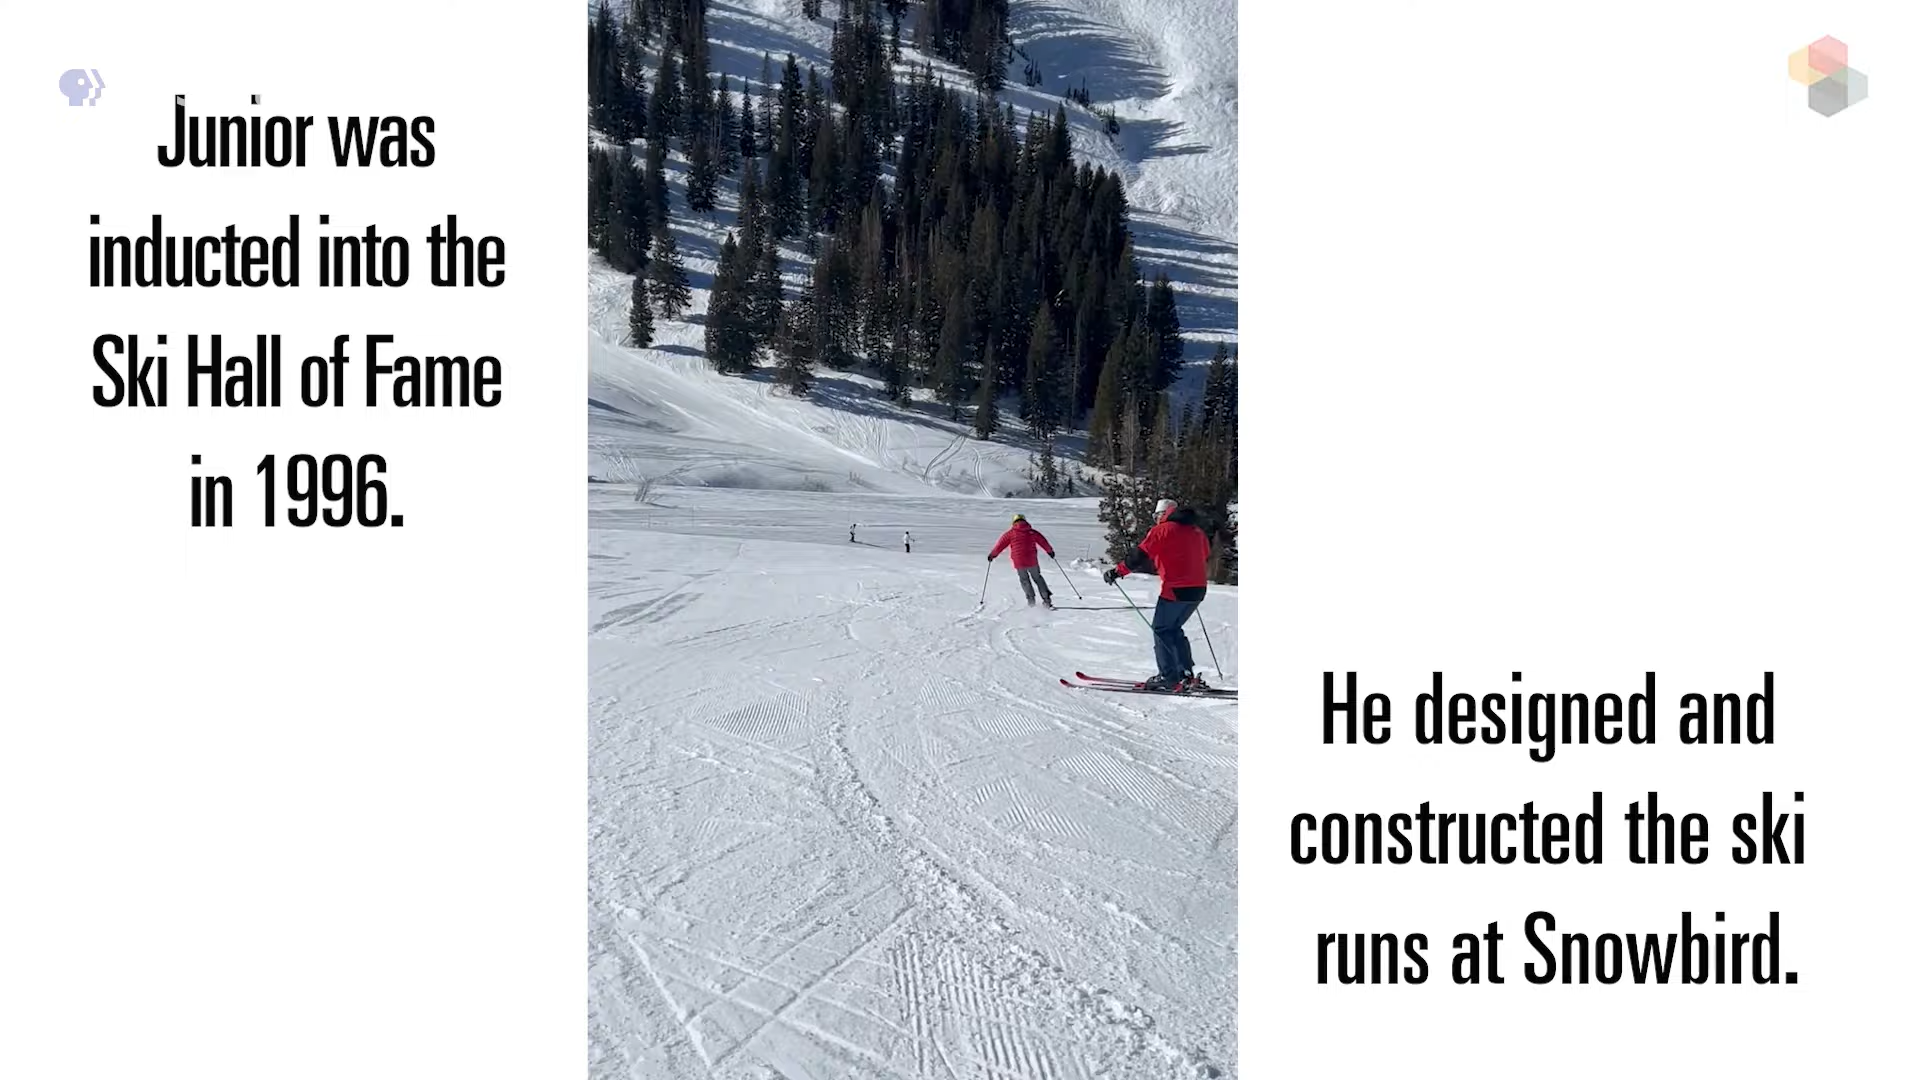 Junior was
inducted into the
Ski Hall of Fame
in 1996.
He designed and
constructed the ski
runs at Snowbird.